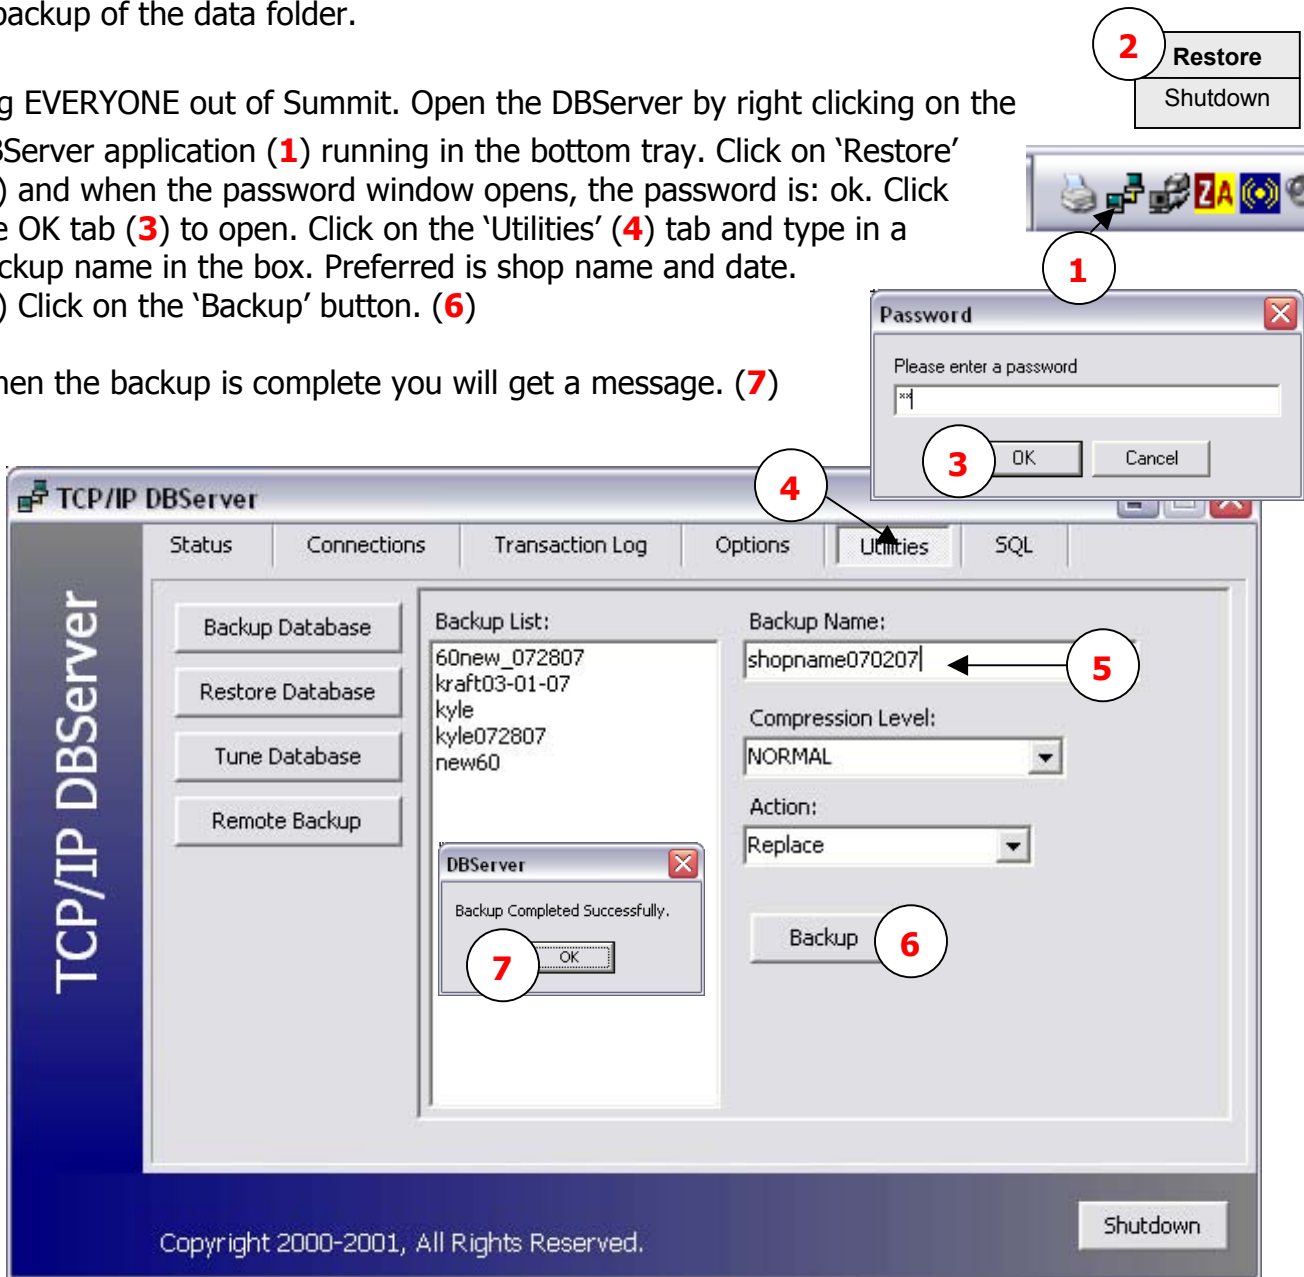 backup of the data folder.
2
Restore
Shutdown
g EVERYONE out of Summit. Open the DBServer by right clicking on the
Server application (1) running in the bottom tray. Click on ‘Restore’
) and when the password window opens, the password is: ok. Click
e OK tab (3) to open. Click on the ‘Utilities’ (4) tab and type in a
ckup name in the box. Preferred is shop name and date.
) Click on the ‘Backup’ button. (6)
hen the backup is complete you will get a message. (7)
ZA
1
Password
Please enter a password
**
3
OK
Cancel
4
TCP/IP DBServer
Status
Connections
Transaction Log
Options
Utilities
SQL
TCP/IP DBServer
Backup Database
Restore Database
Tune Database
Remote Backup
Backup List:
60new_072807
kraft03-01-07
kyle
kyle072807
new60
Backup Name:
shopname070207
5
Compression Level:
NORMAL
Action:
Replace
Backup
6
DBServer
Backup Completed Successfully.
7
OK
Copyright 2000-2001, All Rights Reserved.
Shutdown